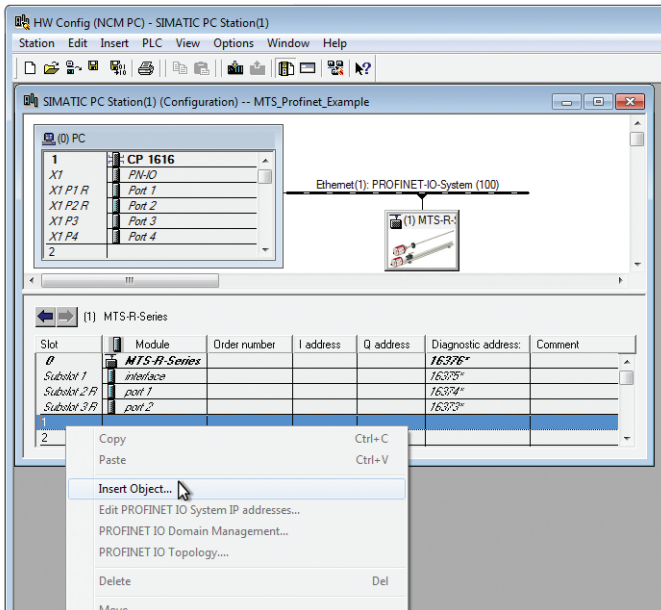 HW Config (NCM PC) - SIMATIC PC Station(1)
Station Edit Insert PLC View Options Window Help
SIMATIC PC Station(1) (Configuration) -- MTS_Profinet_Example
(0) PC
1 CP 1616
X1 PN-IO
X1 P1 R Port 1
X1 P2 R Port 2
X1 P3 Port 3
X1 P4 Port 4
2
Ethernet(1): PROFINET-IO-System (100)
(1) MTS-R-S
(1) MTS-R-Series
Slot Module Order number I address Q address Diagnostic address: Comment
0 MTS-R-Series 16376*
Subslot 1 interface 16375*
Subslot 2 R port 1 16374*
Subslot 3 R port 2 16373*
1
2
Copy Ctrl+C
Paste Ctrl+V
Insert Object...
Edit PROFINET IO System IP addresses...
PROFINET IO Domain Management...
PROFINET IO Topology....
Delete Del
Move